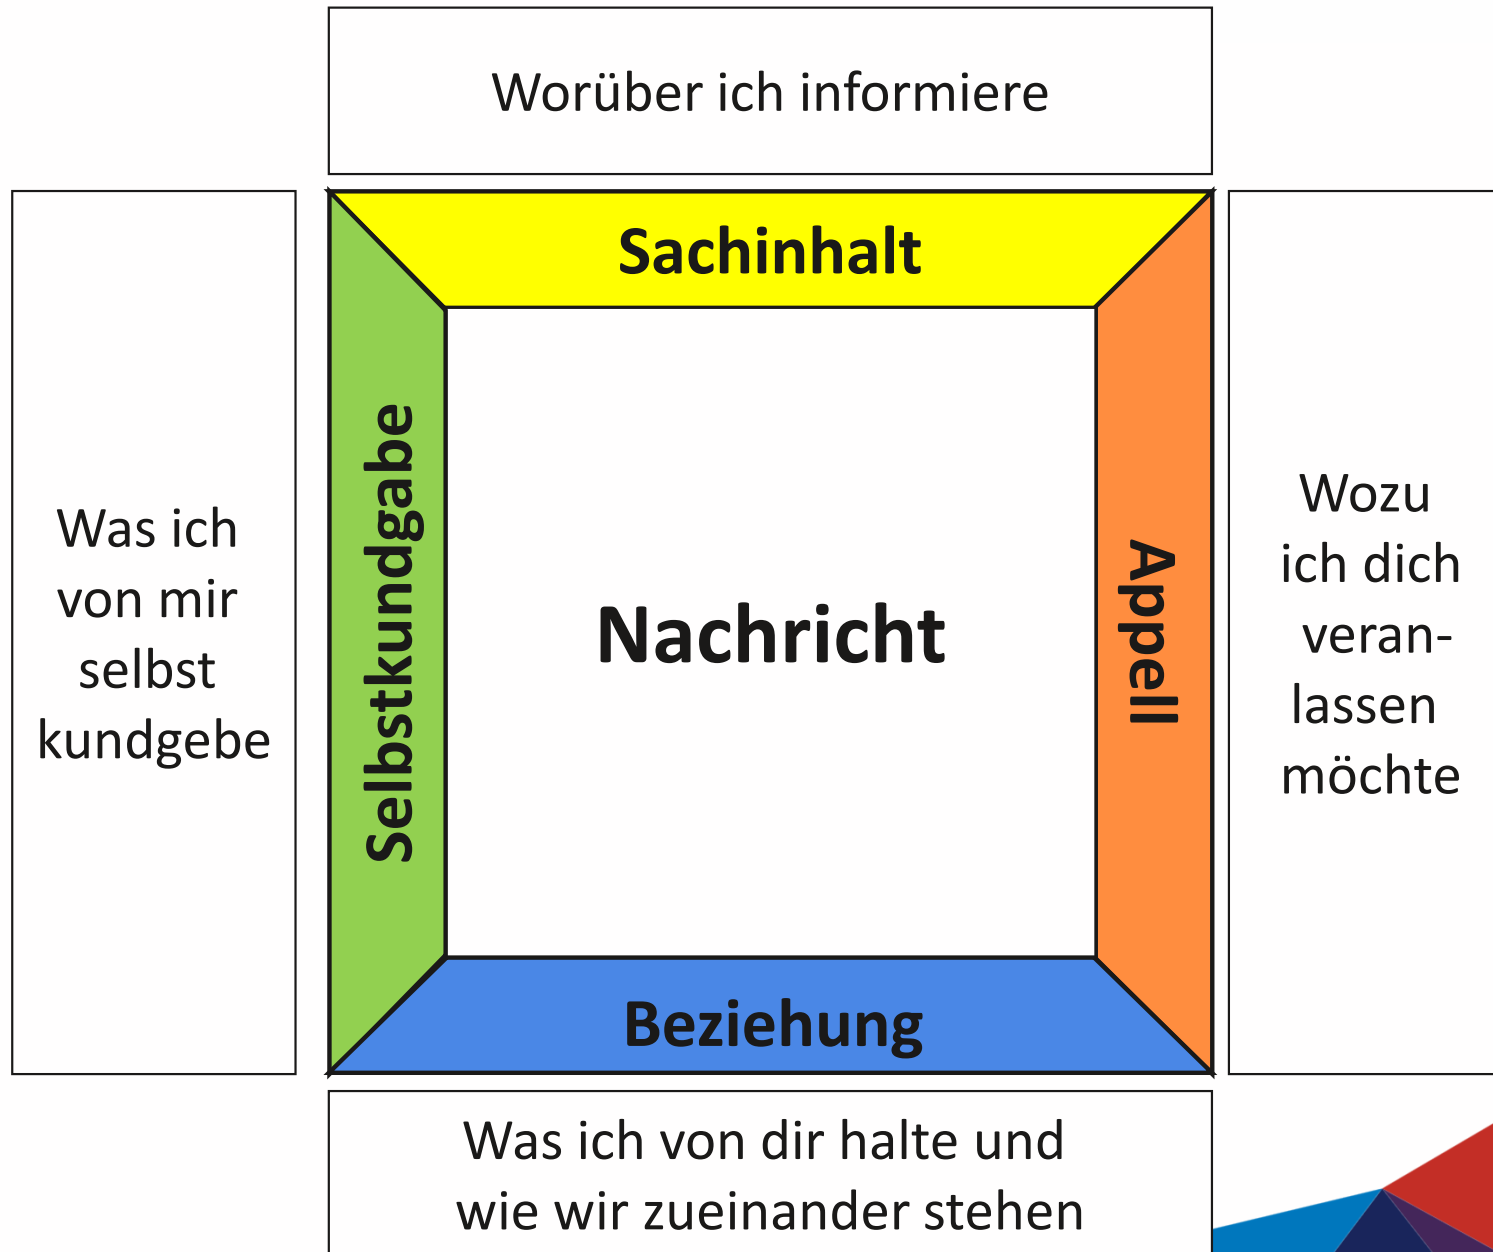 Worüber ich informiere
Sachinhalt
Was ich
von mir
selbst
kundgebe
Selbstkundgabe
Nachricht
Appell
Wozu
ich dich
veran-
lassen
möchte
Beziehung
Was ich von dir halte und
wie wir zueinander stehen